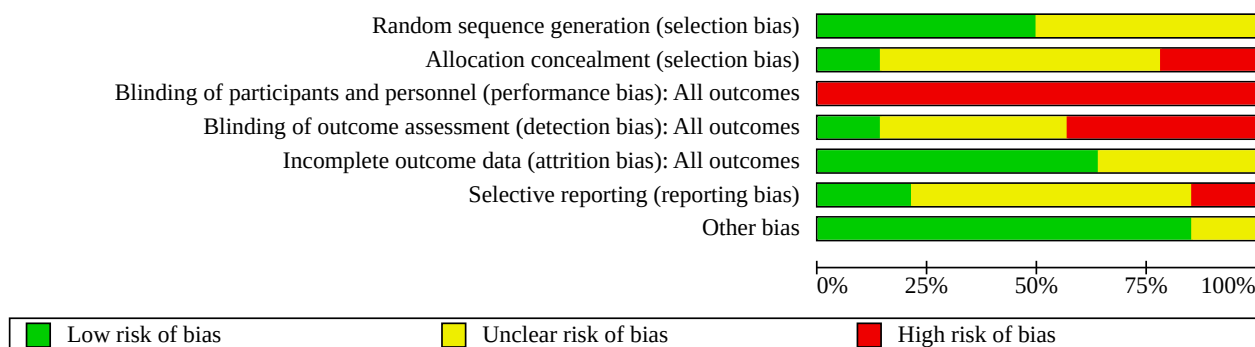 Random sequence generation (selection bias)
Allocation concealment (selection bias)
Blinding of participants and personnel (performance bias): All outcomes
Blinding of outcome assessment (detection bias): All outcomes
Incomplete outcome data (attrition bias): All outcomes
Selective reporting (reporting bias)
Other bias
0% 25% 50% 75% 100%
Low risk of bias Unclear risk of bias High risk of bias